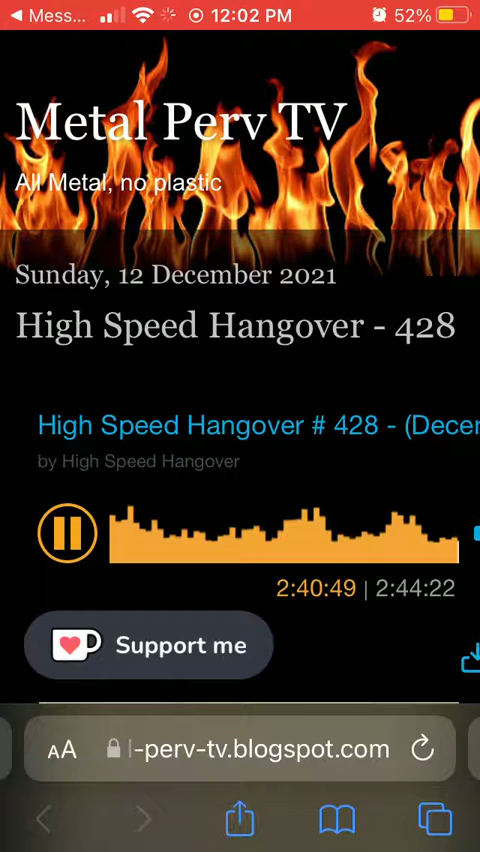 Mess... 12:02 PM 52%
Metal Perv TV
All Metal, no plastic
Sunday, 12 December 2021
High Speed Hangover - 428
High Speed Hangover # 428 - (Decem
by High Speed Hangover
2:40:49 | 2:44:22
Support me
AA l-perv-tv.blogspot.com